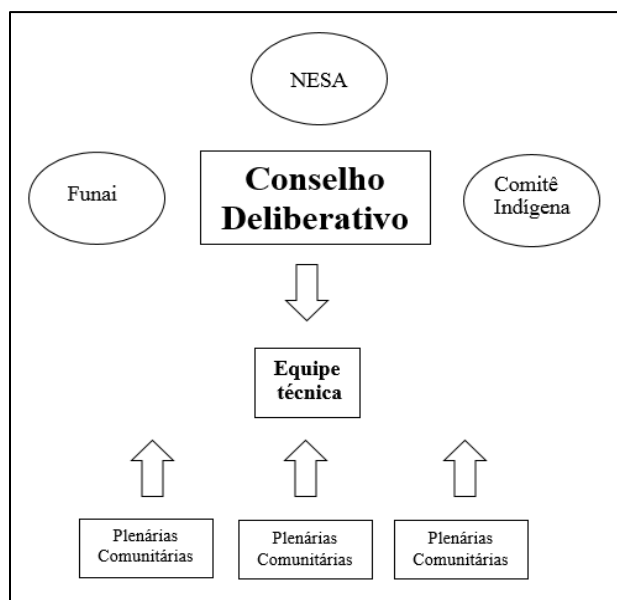 NESA
Funai
Conselho
Deliberativo
Comitê
Indígena
Equipe
técnica
Plenárias
Comunitárias
Plenárias
Comunitárias
Plenárias
Comunitárias